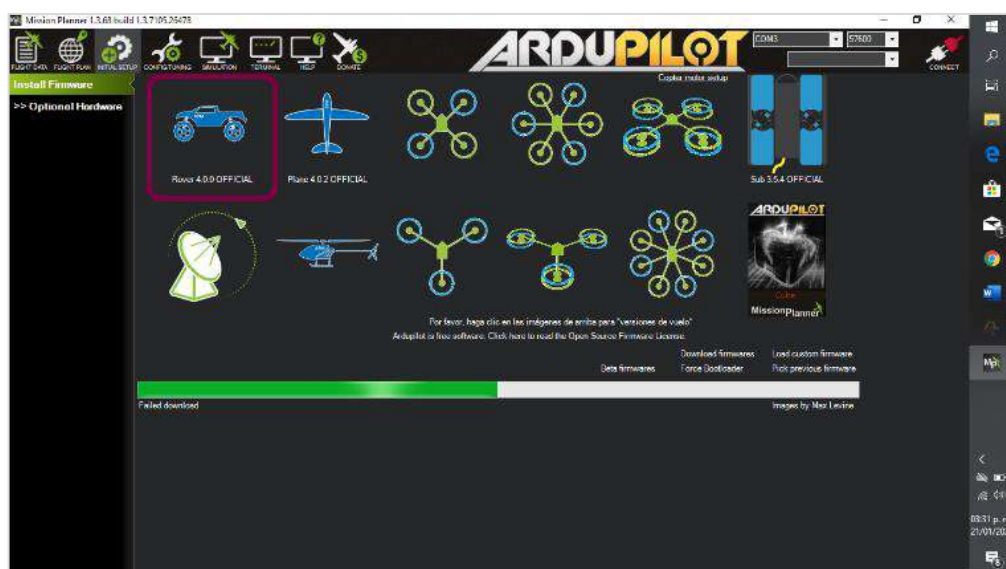 Mission Planner 1.3.68 build 1.3.7105.26478
FLIGHT DATA FLIGHT PLAN INITIAL SETUP CONFIG/TUNING SIMULATION TERMINAL HELP DONATE
ARDUPILOT
COM3 57600
CONNECT
Install Firmware
>> Optional Hardware
Copter motor setup
Rover 4.0.0 OFFICIAL
Plane 4.0.2 OFFICIAL
Sub 3.5.4 OFFICIAL
ARDUPILOT
Cube
MissionPlanner
Por favor, haga clic en las imágenes de arriba para "versiones de vuelo"
Ardupilot is free software. Click here to read the Open Source Firmware License.
Download firmwares Load custom firmware
Beta firmwares Force Bootloader Pick previous firmware
Failed download
Images by Max Levine
03:31 p.
21/01/202